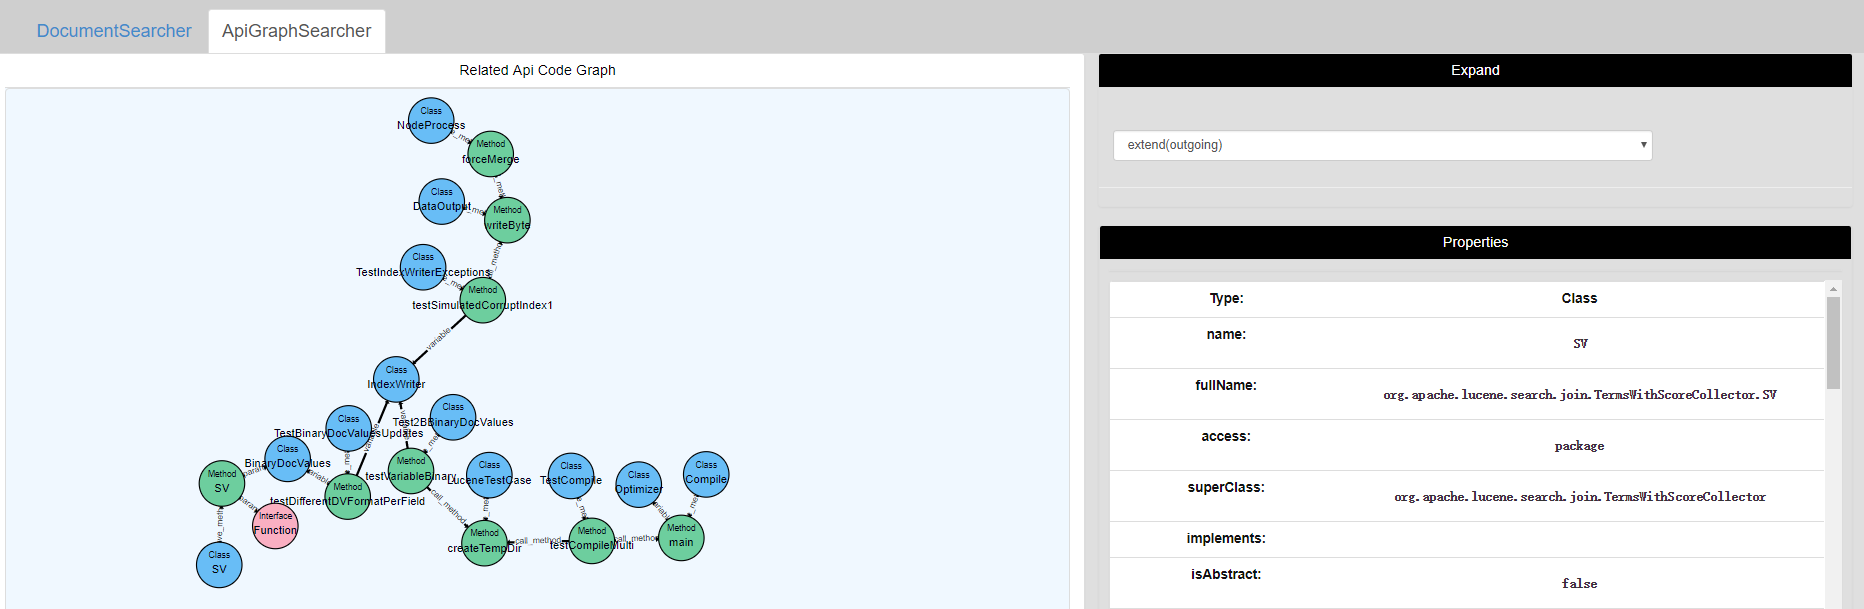 DocumentSearcher
ApiGraphSearcher
Related Api Code Graph
Class
NodeProcess
Method
forceMerge
Class
DataOutput
Method
writeByte
Class
TestIndexWriterExceptions
Method
testSimulatedCorruptIndex1
variable
Class
IndexWriter
Class
TestBinaryDocValuesUpdates
Class
Test2BBinaryDocValues
Class
BinaryDocValues
Method
SV
Method
testDifferentDVFormatPerField
Method
testVariableBinary
Class
LuceneTestCase
Class
TestCompile
Class
Optimizer
Class
Compile
Interface
Function
Class
SV
call_method
Method
createTempDir
call_method
Method
testCompileMulti
call_method
Method
main
Expand
extend(outgoing)
Properties
Type: Class
name: SV
fullName: org.apache.lucene.search.join.TermsWithScoreCollector.SV
access: package
superClass: org.apache.lucene.search.join.TermsWithScoreCollector
implements:
isAbstract: false